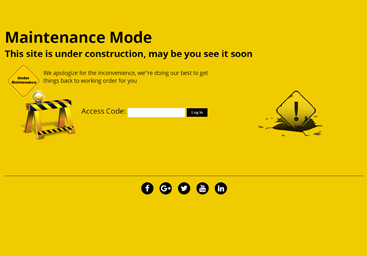 Maintenance Mode
This site is under construction, may be you see it soon
Under
Maintenance
We apologize for the inconvenience, we're doing our best to get
things back to working order for you
Access Code:
Log In